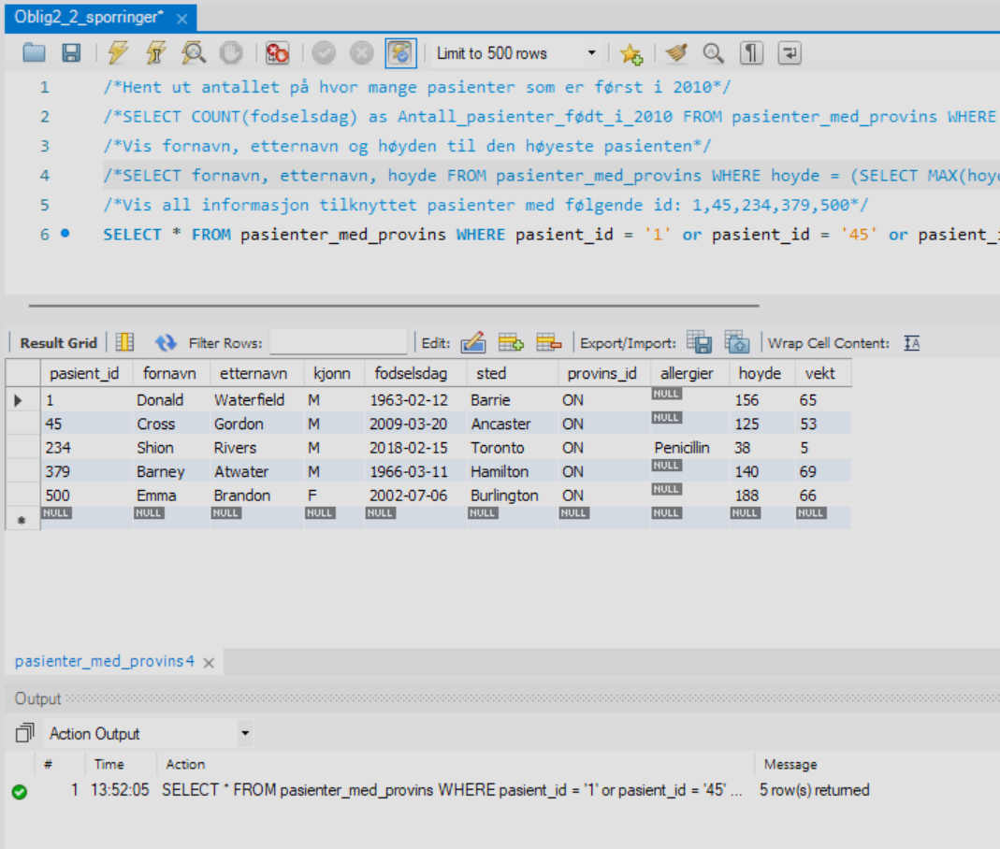 Oblig2_2_sporringer*
Limit to 500 rows
1 /*Hent ut antallet på hvor mange pasienter som er først i 2010*/
2 /*SELECT COUNT(fodselsdag) as Antall_pasienter_født_i_2010 FROM pasienter_med_provins WHERE
3 /*Vis fornavn, etternavn og høyden til den høyeste pasienten*/
4 /*SELECT fornavn, etternavn, hoyde FROM pasienter_med_provins WHERE hoyde = (SELECT MAX(hoyd
5 /*Vis all informasjon tilknyttet pasienter med følgende id: 1,45,234,379,500*/
6 SELECT * FROM pasienter_med_provins WHERE pasient_id = '1' or pasient_id = '45' or pasient_i
Result Grid Filter Rows: Edit: Export/Import: Wrap Cell Content: IA
pasient_id fornavn etternavn kjonn fodselsdag sted provins_id allergier hoyde vekt
1 Donald Waterfield M 1963-02-12 Barrie ON NULL 156 65
45 Cross Gordon M 2009-03-20 Ancaster ON NULL 125 53
234 Shion Rivers M 2018-02-15 Toronto ON Penicillin 38 5
379 Barney Atwater M 1966-03-11 Hamilton ON NULL 140 69
500 Emma Brandon F 2002-07-06 Burlington ON NULL 188 66
NULL NULL NULL NULL NULL NULL NULL NULL NULL NULL
pasienter_med_provins4
Output
Action Output
# Time Action Message
1 13:52:05 SELECT * FROM pasienter_med_provins WHERE pasient_id = '1' or pasient_id = '45' ... 5 row(s) returned